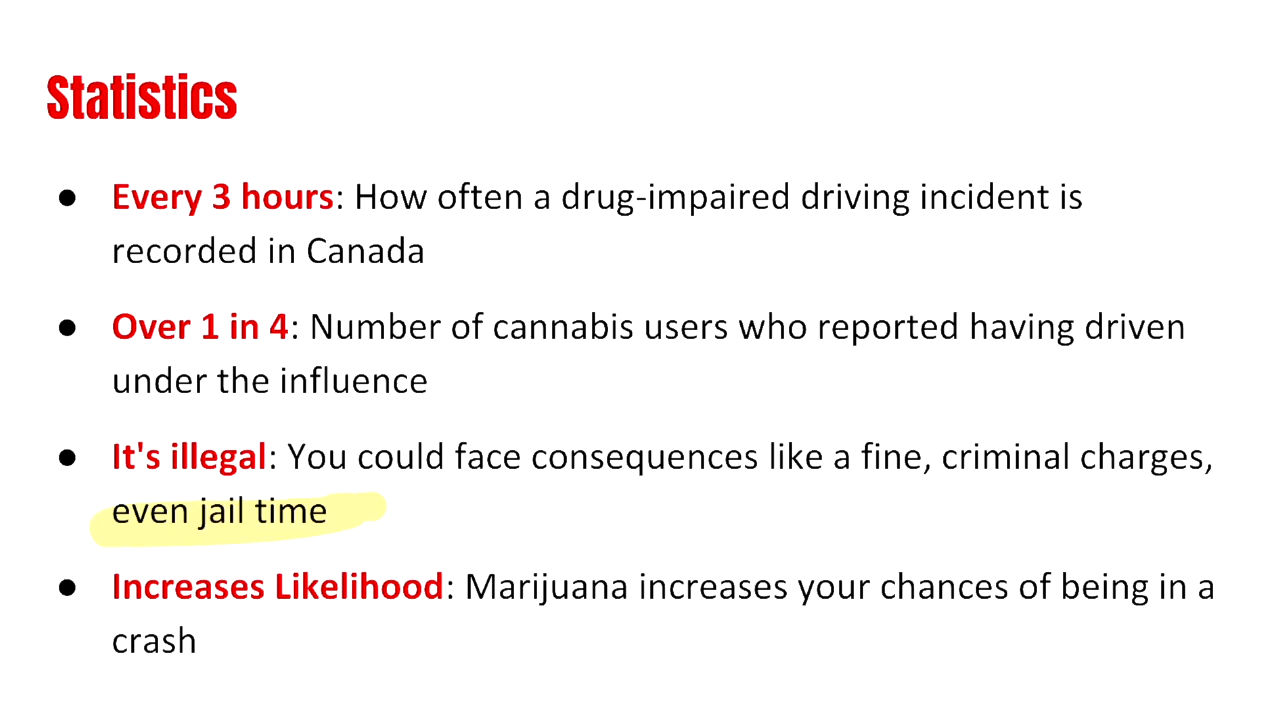 Statistics
● Every 3 hours: How often a drug-impaired driving incident is
recorded in Canada
● Over 1 in 4: Number of cannabis users who reported having driven
under the influence
● It's illegal: You could face consequences like a fine, criminal charges,
even jail time
● Increases Likelihood: Marijuana increases your chances of being in a
crash